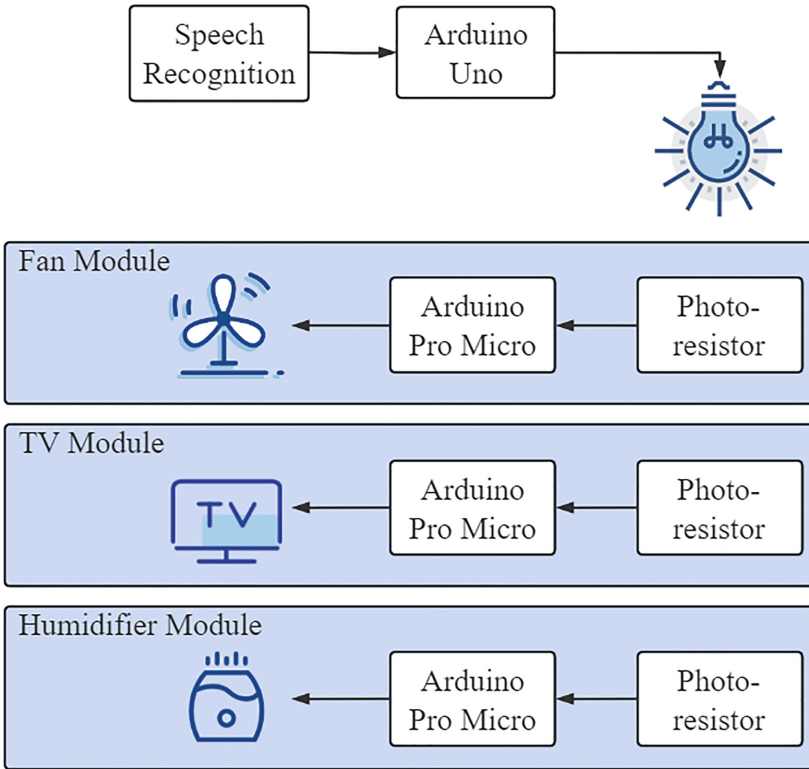 Speech
Recognition
Arduino
Uno
Fan Module
Arduino
Pro Micro
Photo-
resistor
TV Module
TV
Arduino
Pro Micro
Photo-
resistor
Humidifier Module
Arduino
Pro Micro
Photo-
resistor